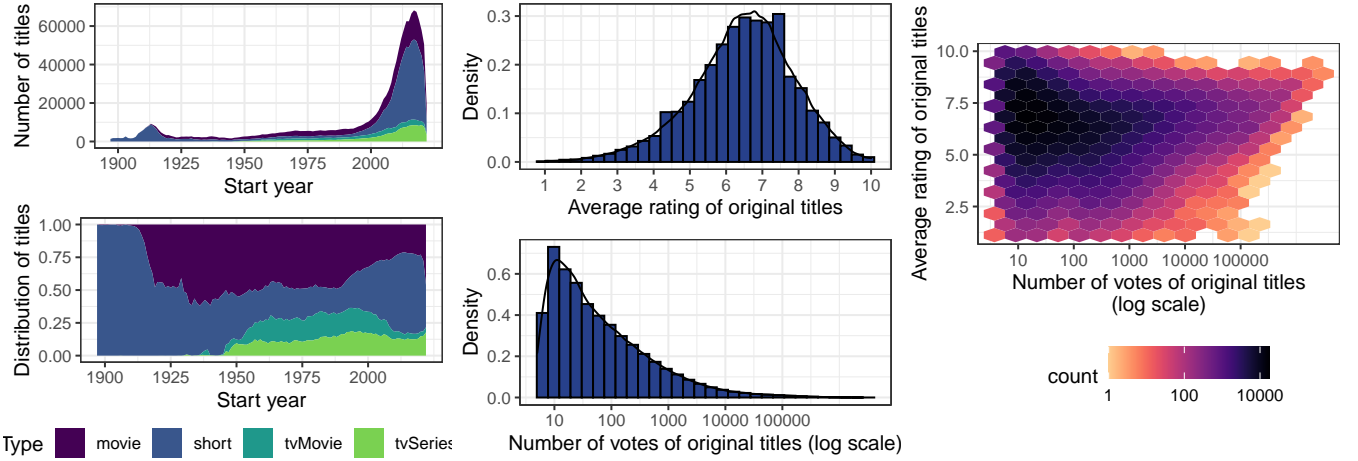 Number of titles
60000
40000
20000
0
1900 1925 1950 1975 2000
Start year
Distribution of titles
1.00
0.75
0.50
0.25
0.00
1900 1925 1950 1975 2000
Start year
Type movie short tvMovie tvSeries
Density
0.3
0.2
0.1
0.0
1 2 3 4 5 6 7 8 9 10
Average rating of original titles
Density
0.6
0.4
0.2
0.0
10 100 1000 10000 100000
Number of votes of original titles (log scale)
Average rating of original titles
10.0
7.5
5.0
2.5
10 100 1000 10000 100000
Number of votes of original titles
(log scale)
count
1 100 10000